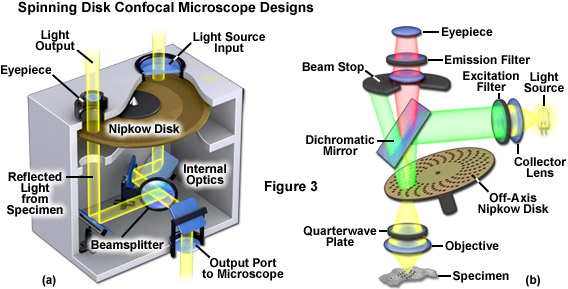 Spinning Disk Confocal Microscope Designs
Light
Output
Light Source
Input
Eyepiece
Nipkow Disk
Reflected
Light
from
Specimen
Internal
Optics
Beamsplitter
Output Port
to Microscope
(a)
Figure 3
Eyepiece
Emission Filter
Beam Stop
Excitation
Filter
Light
Source
Dichromatic
Mirror
Collector
Lens
Off-Axis
Nipkow Disk
Quarterwave
Plate
Objective
Specimen
(b)